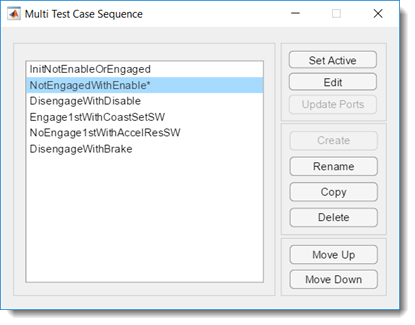 Multi Test Case Sequence
InitNotEnableOrEngaged
NotEngagedWithEnable*
DisengageWithDisable
Engage1stWithCoastSetSW
NoEngage1stWithAccelResSW
DisengageWithBrake
Set Active
Edit
Update Ports
Create
Rename
Copy
Delete
Move Up
Move Down